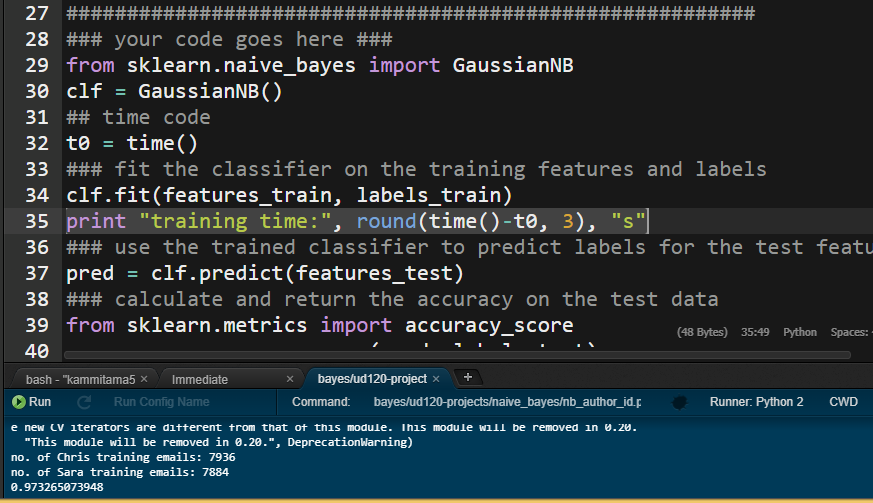 27 #########################################################
28 ### your code goes here ###
29 from sklearn.naive_bayes import GaussianNB
30 clf = GaussianNB()
31 ## time code
32 t0 = time()
33 ### fit the classifier on the training features and labels
34 clf.fit(features_train, labels_train)
35 print "training time:", round(time()-t0, 3), "s"
36 ### use the trained classifier to predict labels for the test featu
37 pred = clf.predict(features_test)
38 ### calculate and return the accuracy on the test data
39 from sklearn.metrics import accuracy_score
(48 Bytes) 35:49 Python Spaces:
40
bash - "kammitama5 × Immediate × bayes/ud120-project × +
Run Run Config Name Command: bayes/ud120-projects/naive_bayes/nb_author_id.p Runner: Python 2 CWD
e new CV iterators are different from that of this module. This module will be removed in 0.20.
"This module will be removed in 0.20.", DeprecationWarning)
no. of Chris training emails: 7936
no. of Sara training emails: 7884
0.973265073948